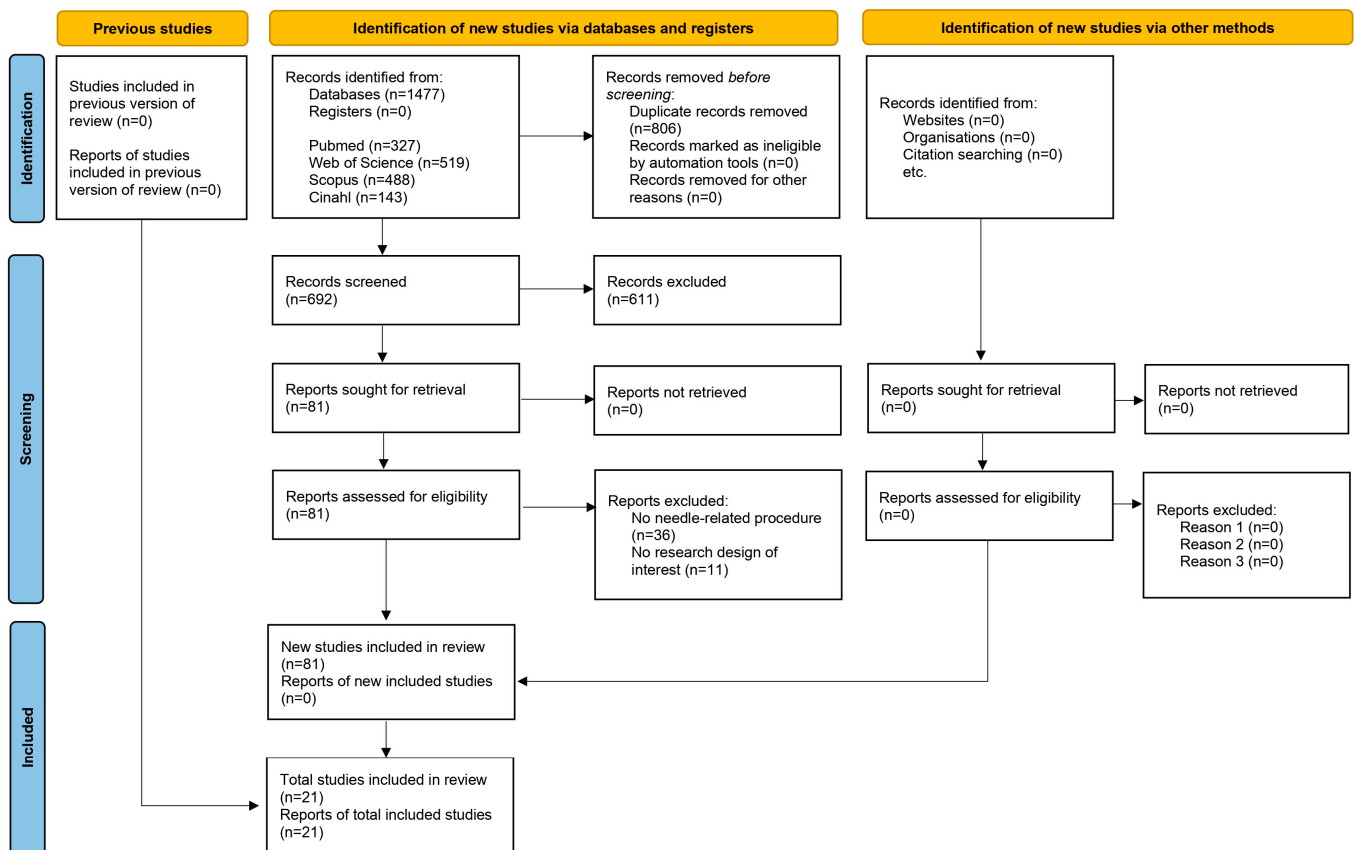 Previous studies
Identification of new studies via databases and registers
Identification of new studies via other methods
Identification
Studies included in
previous version of
review (n=0)
Reports of studies
included in previous
version of review (n=0)
Records identified from:
Databases (n=1477)
Registers (n=0)
Pubmed (n=327)
Web of Science (n=519)
Scopus (n=488)
Cinahl (n=143)
Records removed before
screening:
Duplicate records removed
(n=806)
Records marked as ineligible
by automation tools (n=0)
Records removed for other
reasons (n=0)
Records identified from:
Websites (n=0)
Organisations (n=0)
Citation searching (n=0)
etc.
Screening
Records screened
(n=692)
Records excluded
(n=611)
Reports sought for retrieval
(n=81)
Reports not retrieved
(n=0)
Reports sought for retrieval
(n=0)
Reports not retrieved
(n=0)
Reports assessed for eligibility
(n=81)
Reports excluded:
No needle-related procedure
(n=36)
No research design of
interest (n=11)
Reports assessed for eligibility
(n=0)
Reports excluded:
Reason 1 (n=0)
Reason 2 (n=0)
Reason 3 (n=0)
Included
New studies included in review
(n=81)
Reports of new included studies
(n=0)
Total studies included in review
(n=21)
Reports of total included studies
(n=21)